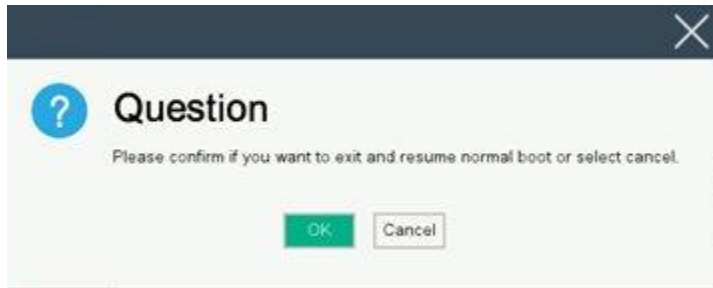 Question
Please confirm if you want to exit and resume normal boot or select cancel.
OK
Cancel